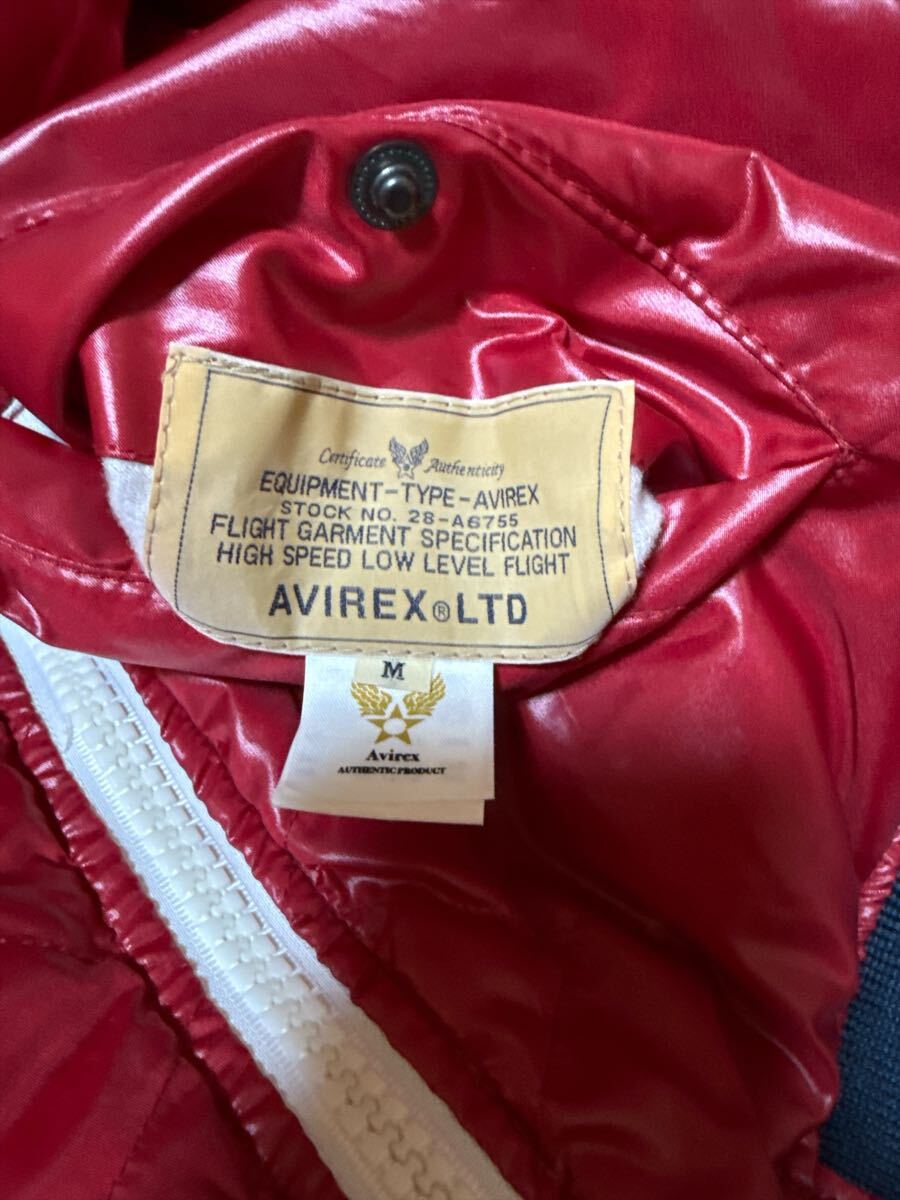 Certificate Authenticity
EQUIPMENT-TYPE-AVIREX
STOCK NO. 28-A6755
FLIGHT GARMENT SPECIFICATION
HIGH SPEED LOW LEVEL FLIGHT
AVIREX®LTD
M
Avirex
AUTHENTIC PRODUCT